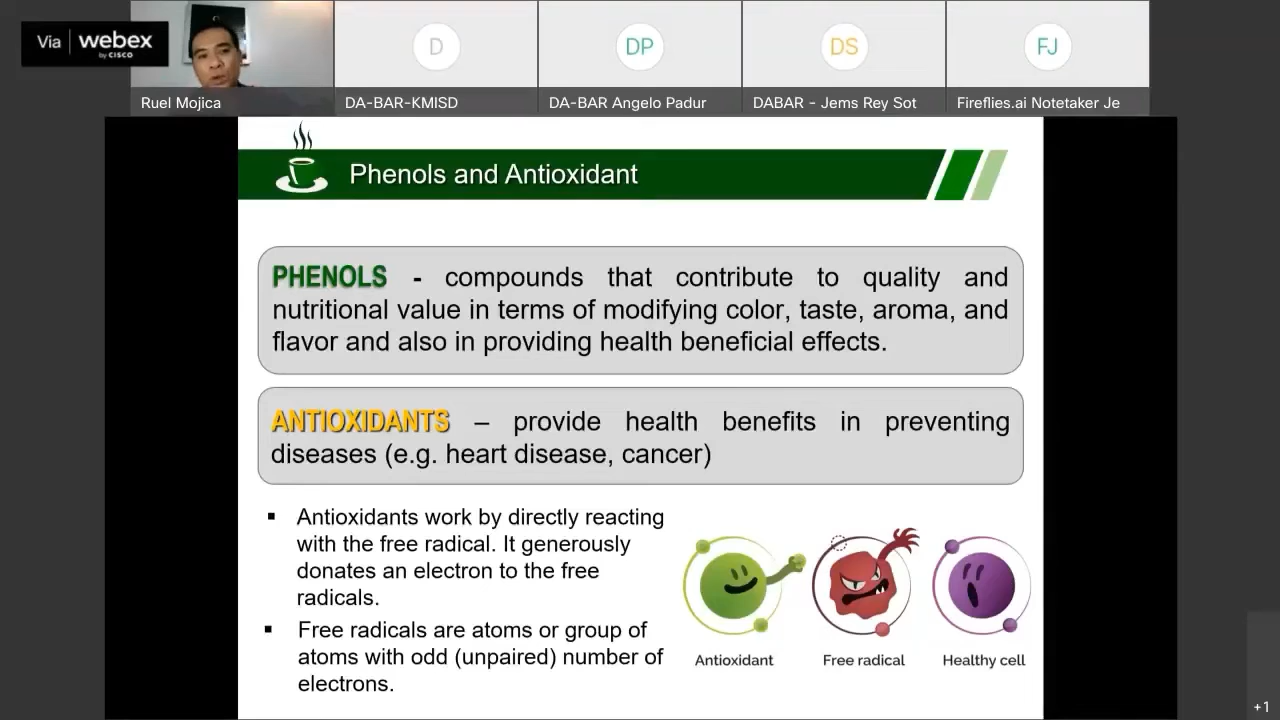 Via webex
by CISCO
D
DP
DS
FJ
Ruel Mojica
DA-BAR-KMISD
DA-BAR Angelo Padur
DABAR - Jems Rey Sot
Fireflies.ai Notetaker Je
Phenols and Antioxidant
PHENOLS - compounds that contribute to quality and
nutritional value in terms of modifying color, taste, aroma, and
flavor and also in providing health beneficial effects.
ANTIOXIDANTS – provide health benefits in preventing
diseases (e.g. heart disease, cancer)
▪ Antioxidants work by directly reacting
with the free radical. It generously
donates an electron to the free
radicals.
▪ Free radicals are atoms or group of
atoms with odd (unpaired) number of
electrons.
Antioxidant
Free radical
Healthy cell
+1